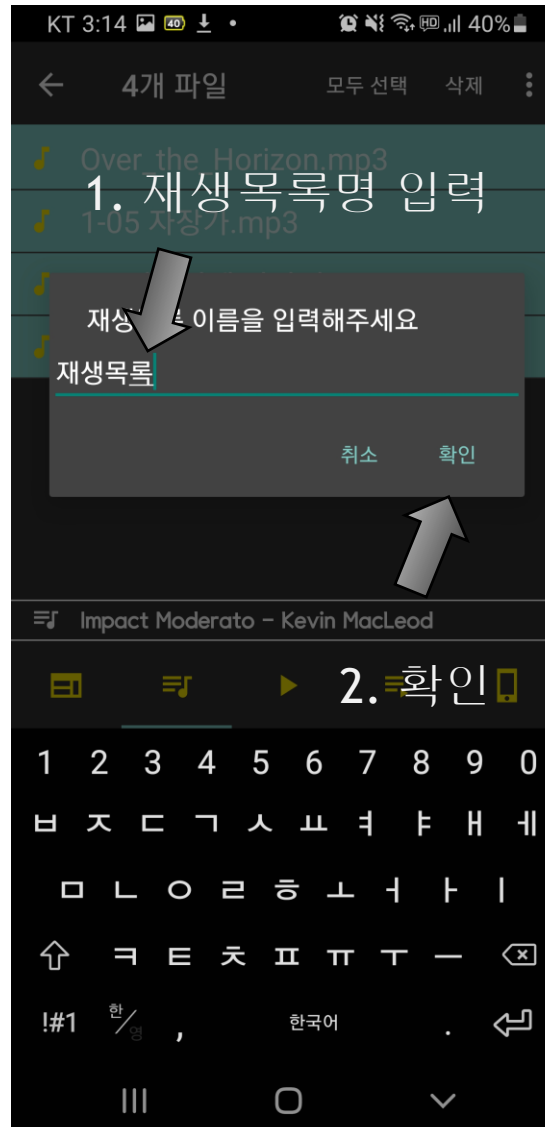 KT 3:14 40 HD 40%
4개 파일 모두 선택 삭제
Over_the_Horizon.mp3
1. 재생목록명 입력
1-05 자장가.mp3
재생 이름을 입력해주세요
재생목록
취소 확인
Impact Moderato – Kevin MacLeod
2. 확인
1 2 3 4 5 6 7 8 9 0
ㅂ ㅈ ㄷ ㄱ ㅅ ㅛ ㅕ ㅑ ㅐ ㅔ
ㅁ ㄴ ㅇ ㄹ ㅎ ㅗ ㅓ ㅏ ㅣ
ㅋ ㅌ ㅊ ㅍ ㅠ ㅜ ㅡ
!#1 한/영 , 한국어 .